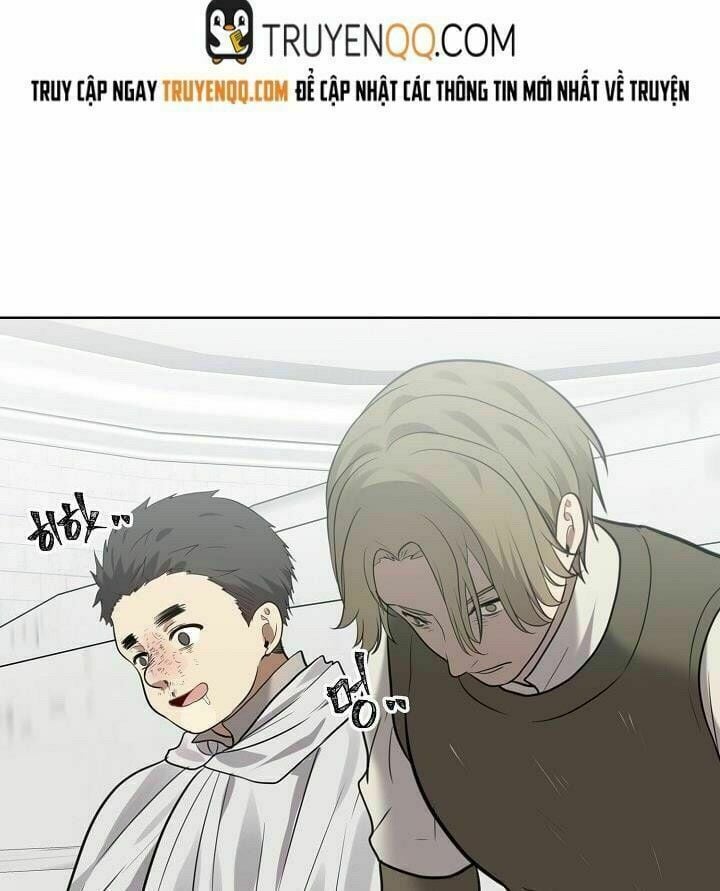 TRUYENQQ.COM
TRUY CẬP NGAY TRUYENQQ.COM ĐỂ CẬP NHẬT CÁC THÔNG TIN MỚI NHẤT VỀ TRUYỆN
히핫..
멍..